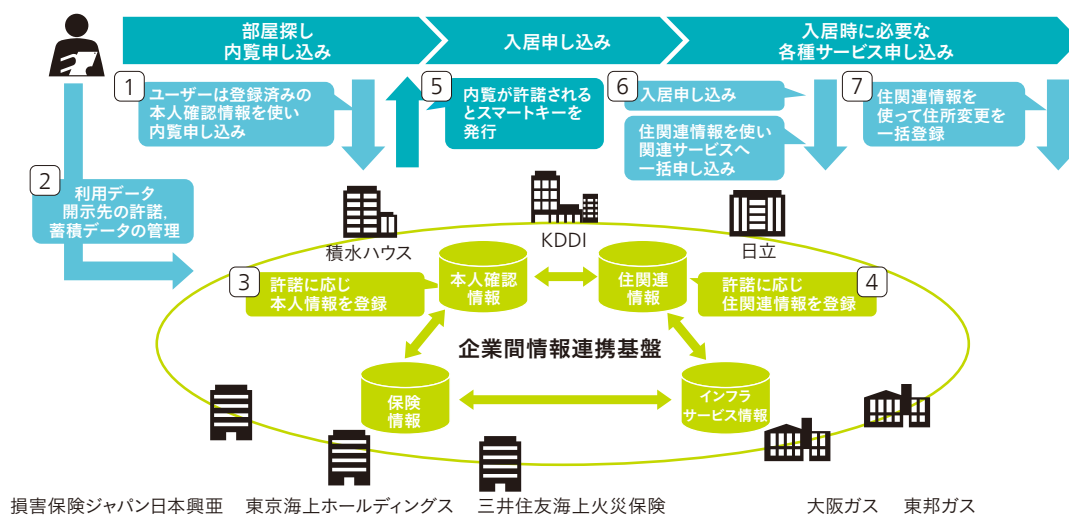 部屋探し
内覧申し込み
入居申し込み
入居時に必要な
各種サービス申し込み
1
ユーザーは登録済みの
本人確認情報を使い
内覧申し込み
5
内覧が許諾される
とスマートキーを
発行
6
入居申し込み
住関連情報を使い
関連サービスへ
一括申し込み
7
住関連情報を
使って住所変更を
一括登録
2
利用データ
開示先の許諾,
蓄積データの管理
積水ハウス
KDDI
日立
3
許諾に応じ
本人情報を登録
本人確認
情報
住関連
情報
4
許諾に応じ
住関連情報を登録
企業間情報連携基盤
保険
情報
インフラ
サービス情報
損害保険ジャパン日本興亜
東京海上ホールディングス
三井住友海上火災保険
大阪ガス
東邦ガス